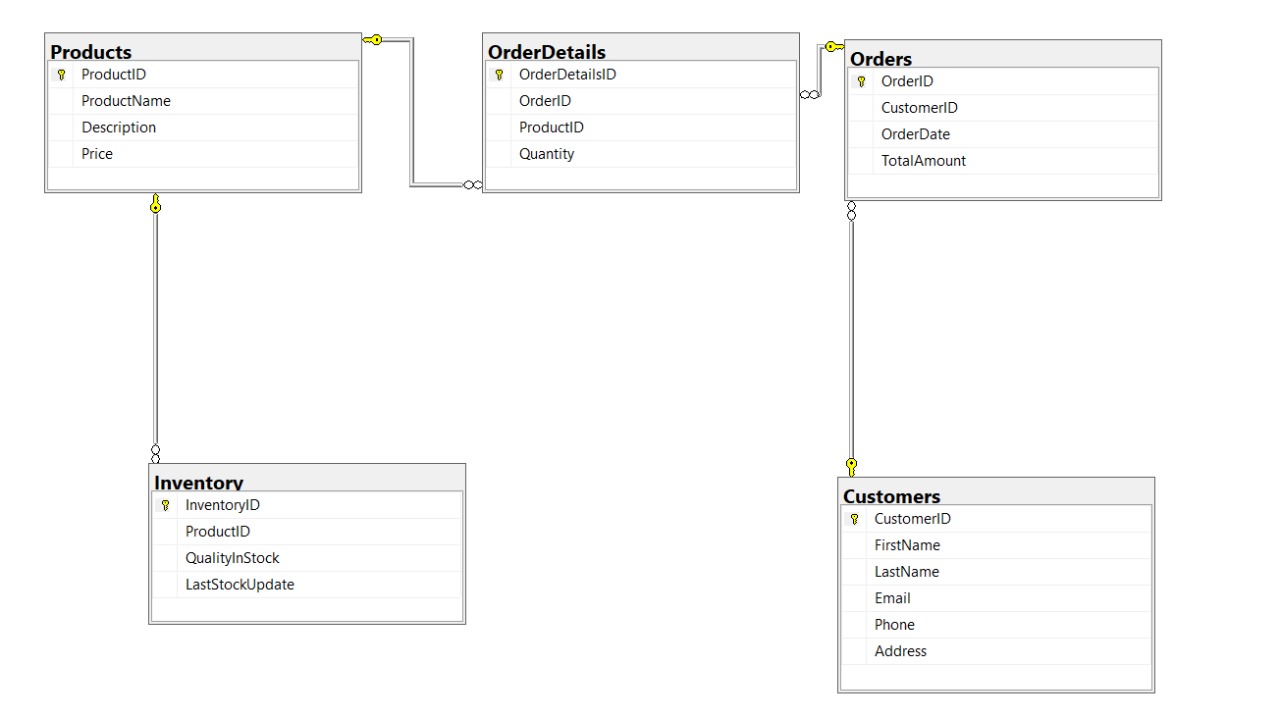 Products
ProductID
ProductName
Description
Price
OrderDetails
OrderDetailsID
OrderID
ProductID
Quantity
Orders
OrderID
CustomerID
OrderDate
TotalAmount
Inventory
InventoryID
ProductID
QualityInStock
LastStockUpdate
Customers
CustomerID
FirstName
LastName
Email
Phone
Address